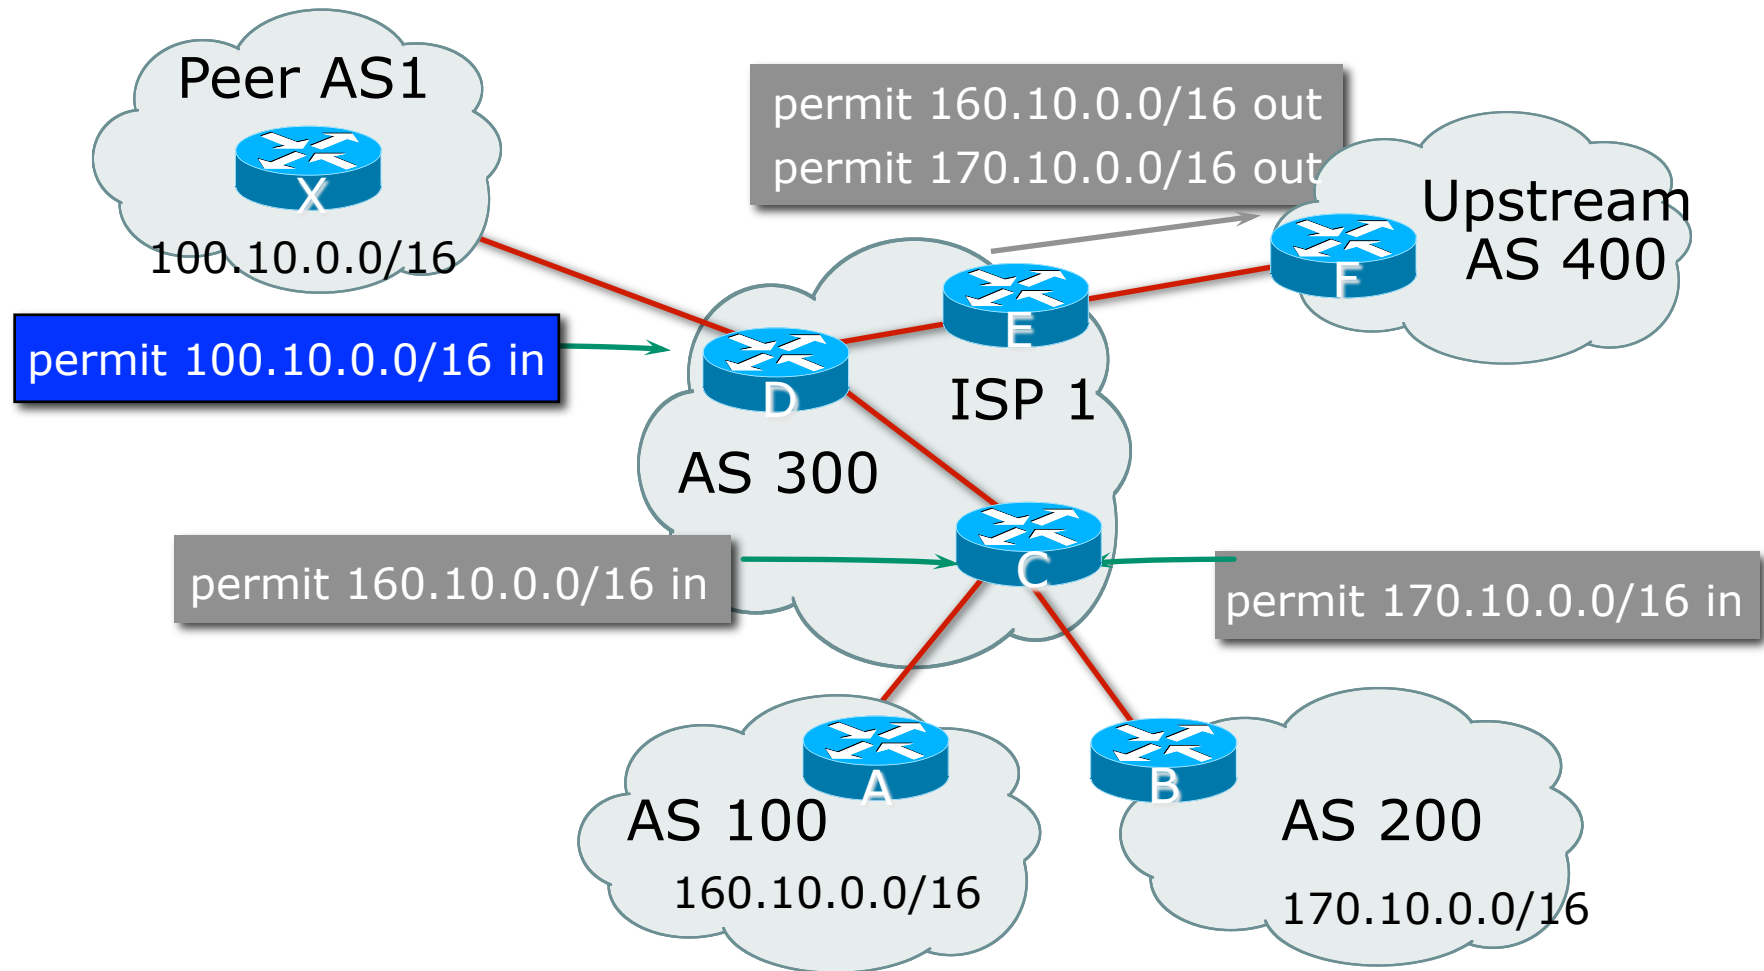 Peer AS1
X
100.10.0.0/16
permit 160.10.0.0/16 out
permit 170.10.0.0/16 out
Upstream
AS 400
F
E
permit 100.10.0.0/16 in
D
ISP 1
AS 300
C
permit 160.10.0.0/16 in
permit 170.10.0.0/16 in
A
AS 100
160.10.0.0/16
B
AS 200
170.10.0.0/16